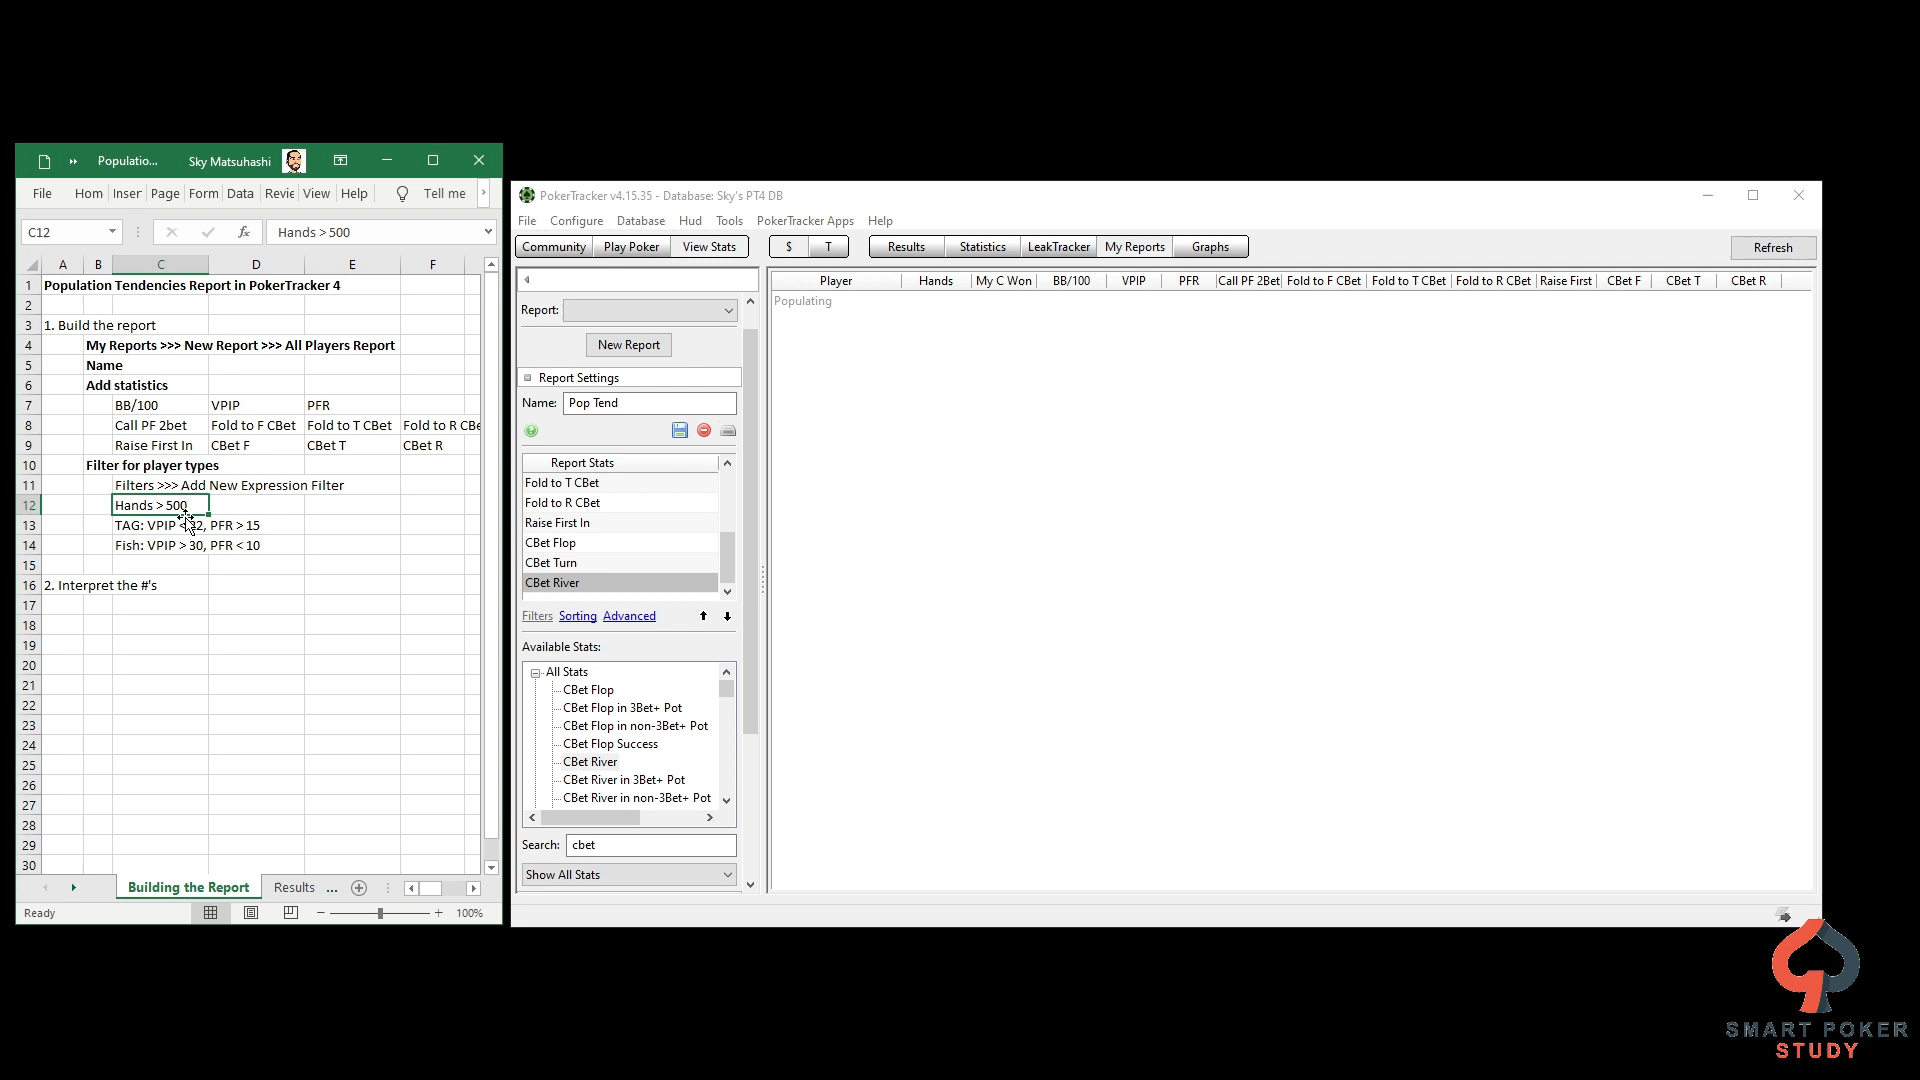 Populatio...
Sky Matsuhashi
File Hom Inser Page Form Data Revie View Help Tell me
C12
fx
Hands > 500
A B C D E F
1 Population Tendencies Report in PokerTracker 4
2
3 1. Build the report
4 My Reports >>> New Report >>> All Players Report
5 Name
6 Add statistics
7 BB/100 VPIP PFR
8 Call PF 2bet Fold to F CBet Fold to T CBet Fold to R CBe
9 Raise First In CBet F CBet T CBet R
10 Filter for player types
11 Filters >>> Add New Expression Filter
12 Hands > 500
13 TAG: VPIP < 22, PFR > 15
14 Fish: VPIP > 30, PFR < 10
15
16 2. Interpret the #'s
17
18
19
20
21
22
23
24
25
26
27
28
29
30
Building the Report Results ...
Ready 100%
PokerTracker v4.15.35 - Database: Sky's PT4 DB
File Configure Database Hud Tools PokerTracker Apps Help
Community Play Poker View Stats $ T Results Statistics LeakTracker My Reports Graphs Refresh
Report:
New Report
Report Settings
Name: Pop Tend
Report Stats
Fold to T CBet
Fold to R CBet
Raise First In
CBet Flop
CBet Turn
CBet River
Filters Sorting Advanced
Available Stats:
All Stats
CBet Flop
CBet Flop in 3Bet+ Pot
CBet Flop in non-3Bet+ Pot
CBet Flop Success
CBet River
CBet River in 3Bet+ Pot
CBet River in non-3Bet+ Pot
Search: cbet
Show All Stats
Player Hands My C Won BB/100 VPIP PFR Call PF 2Bet Fold to F CBet Fold to T CBet Fold to R CBet Raise First CBet F CBet T CBet R
Populating
SMART POKER
STUDY